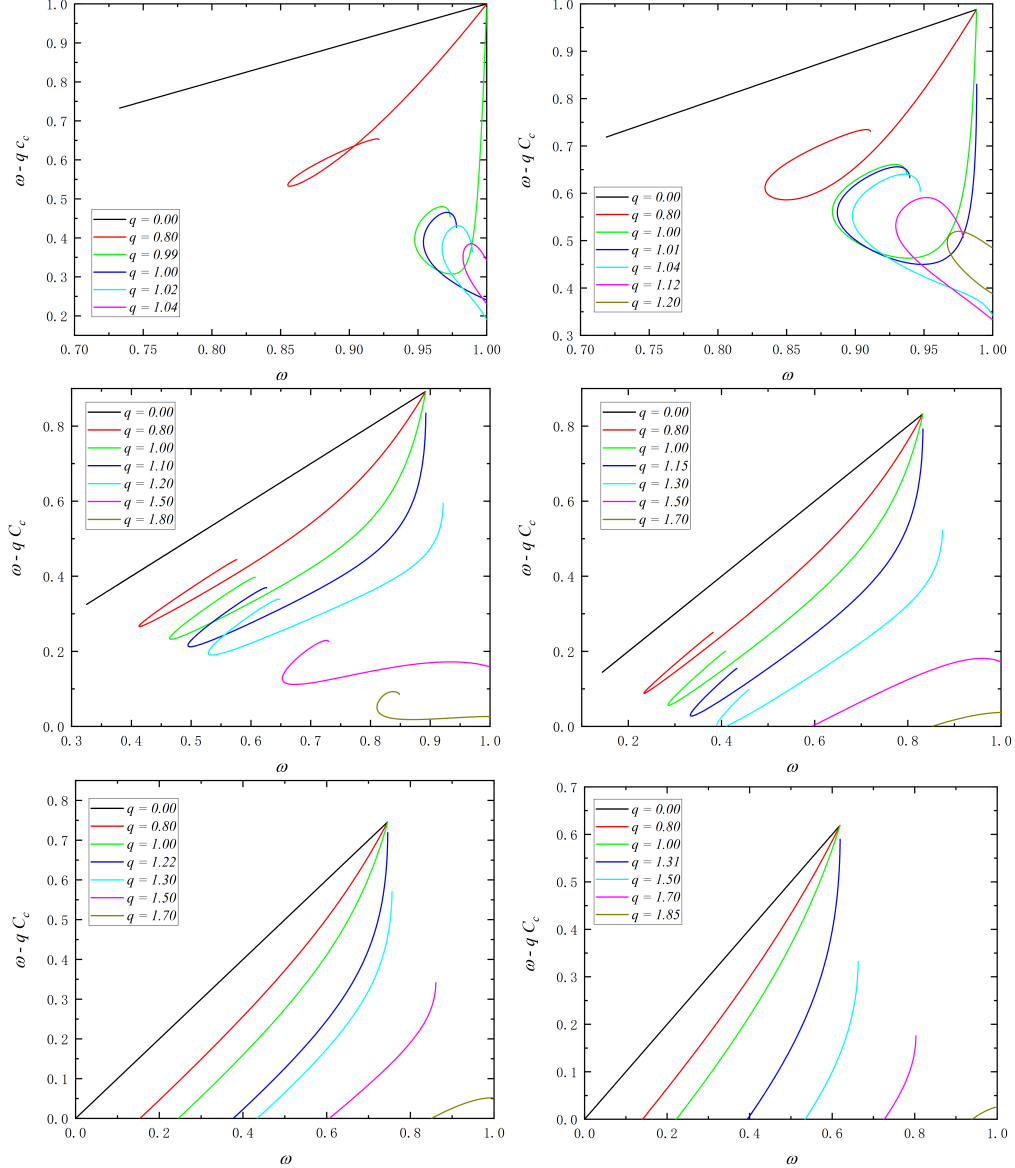 1.0
0.9
0.8
0.7
0.6
0.5
0.4
0.3
0.2
ω - q c_c
q = 0.00
q = 0.80
q = 0.99
q = 1.00
q = 1.02
q = 1.04
0.70 0.75 0.80 0.85 0.90 0.95 1.00
ω
1.0
0.9
0.8
0.7
0.6
0.5
0.4
0.3
ω - q C_c
q = 0.00
q = 0.80
q = 1.00
q = 1.01
q = 1.04
q = 1.12
q = 1.20
0.70 0.75 0.80 0.85 0.90 0.95 1.00
ω
0.8
0.6
0.4
0.2
0.0
ω - q C_c
q = 0.00
q = 0.80
q = 1.00
q = 1.10
q = 1.20
q = 1.50
q = 1.80
0.3 0.4 0.5 0.6 0.7 0.8 0.9 1.0
ω
0.8
0.6
0.4
0.2
0.0
ω - q C_c
q = 0.00
q = 0.80
q = 1.00
q = 1.15
q = 1.30
q = 1.50
q = 1.70
0.2 0.4 0.6 0.8 1.0
ω
0.8
0.7
0.6
0.5
0.4
0.3
0.2
0.1
0.0
ω - q C_c
q = 0.00
q = 0.80
q = 1.00
q = 1.22
q = 1.30
q = 1.50
q = 1.70
0.0 0.2 0.4 0.6 0.8 1.0
ω
0.7
0.6
0.5
0.4
0.3
0.2
0.1
0.0
ω - q C_c
q = 0.00
q = 0.80
q = 1.00
q = 1.31
q = 1.50
q = 1.70
q = 1.85
0.0 0.2 0.4 0.6 0.8 1.0
ω